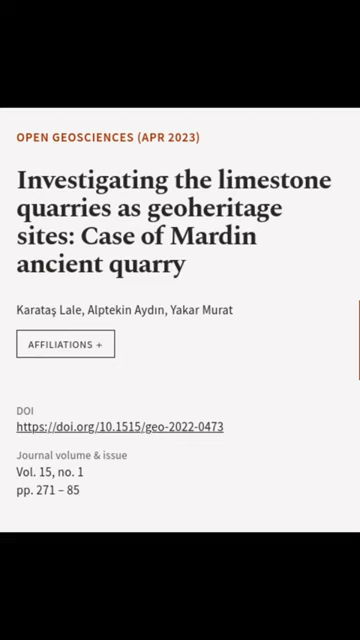 OPEN GEOSCIENCES (APR 2023)
Investigating the limestone
quarries as geoheritage
sites: Case of Mardin
ancient quarry
Karataş Lale, Alptekin Aydın, Yakar Murat
AFFILIATIONS +
DOI
https://doi.org/10.1515/geo-2022-0473
Journal volume & issue
Vol. 15, no. 1
pp. 271 – 85